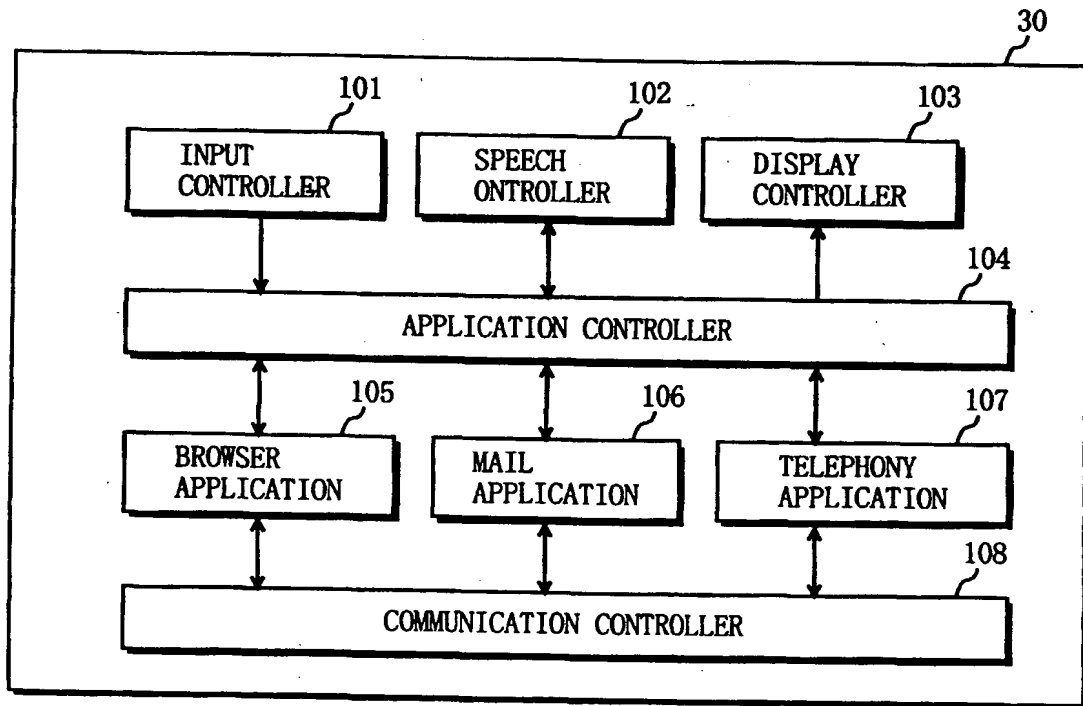 30
101
102
103
INPUT
CONTROLLER
SPEECH
ONTROLLER
DISPLAY
CONTROLLER
104
APPLICATION CONTROLLER
105
106
107
BROWSER
APPLICATION
MAIL
APPLICATION
TELEPHONY
APPLICATION
108
COMMUNICATION CONTROLLER